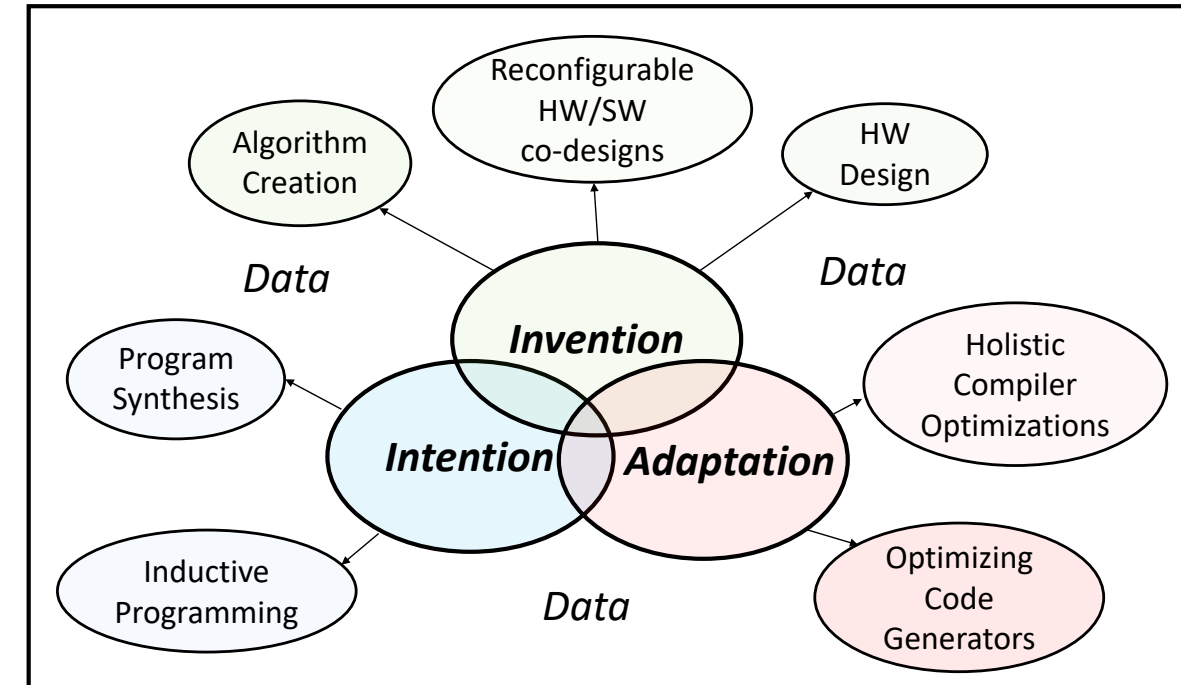 Reconfigurable
HW/SW
co-designs
Algorithm
Creation
HW
Design
Data
Data
Invention
Program
Synthesis
Holistic
Compiler
Optimizations
Intention
Adaptation
Inductive
Programming
Data
Optimizing
Code
Generators